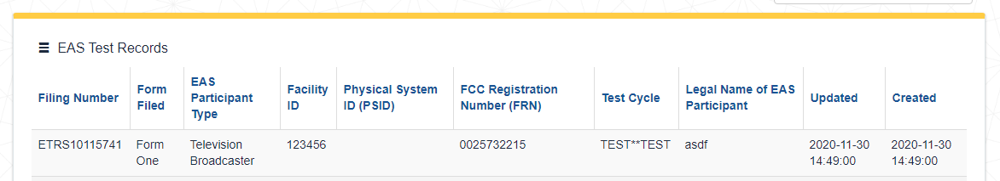 EAS Test Records
Filing Number
Form
Filed
EAS
Participant
Type
Facility
ID
Physical System
ID (PSID)
FCC Registration
Number (FRN)
Test Cycle
Legal Name of EAS
Participant
Updated
Created
ETRS10115741
Form
One
Television
Broadcaster
123456
0025732215
TEST**TEST
asdf
2020-11-30
14:49:00
2020-11-30
14:49:00